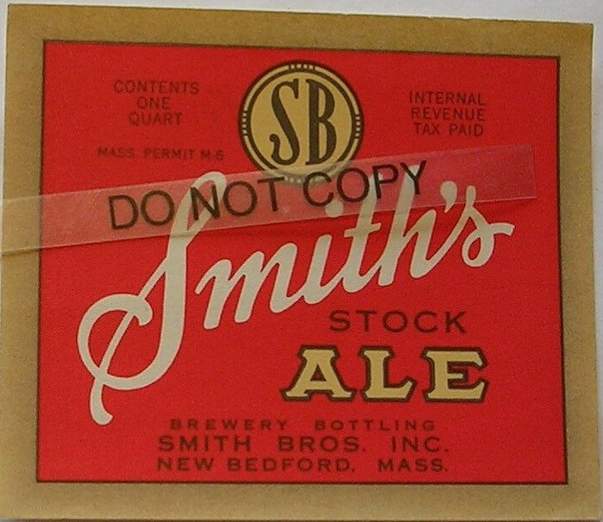 SB
CONTENTS
ONE
QUART
INTERNAL
REVENUE
TAX PAID
MASS. PERMIT M-6
DO NOT COPY
Smith's
STOCK
ALE
BREWERY BOTTLING
SMITH BROS. INC.
NEW BEDFORD, MASS.